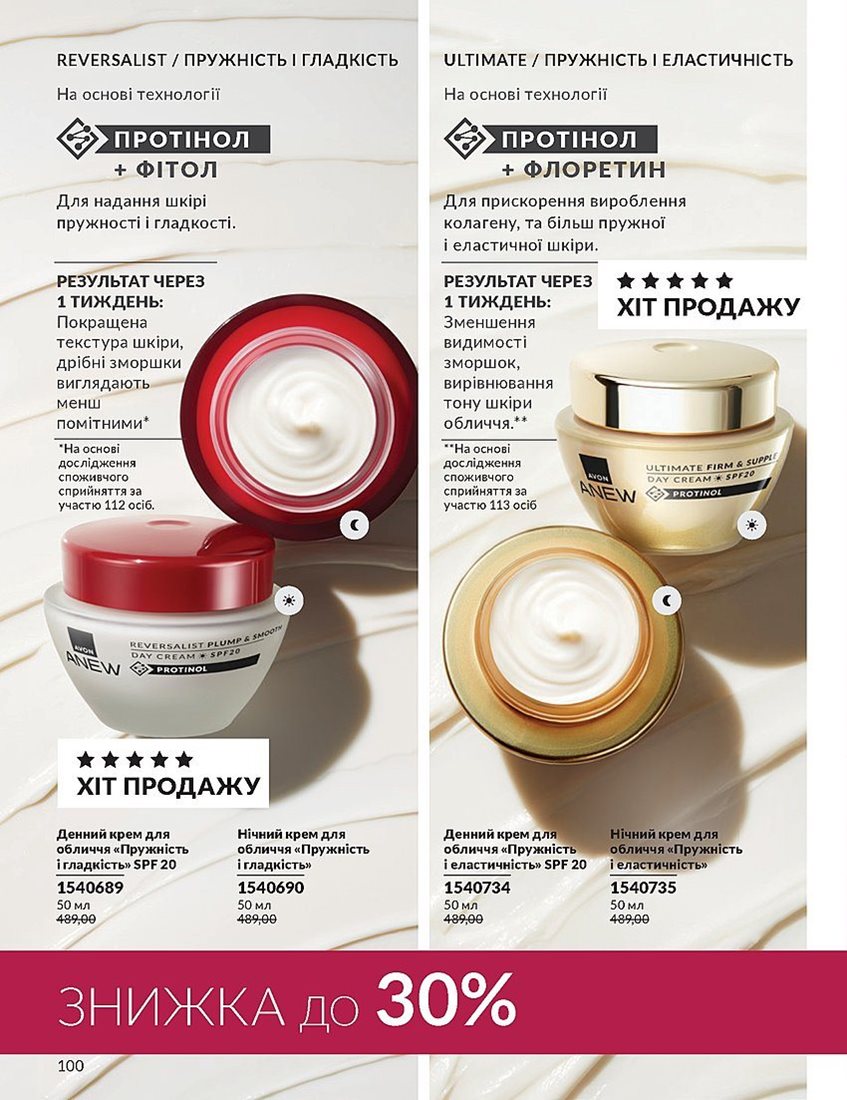 REVERSALIST / ПРУЖНІСТЬ І ГЛАДКІСТЬ
На основі технології
ПРОТІНОЛ
+ ФІТОЛ
Для надання шкірі
пружності і гладкості.
РЕЗУЛЬТАТ ЧЕРЕЗ
1 ТИЖДЕНЬ:
Покращена
текстура шкіри,
дрібні зморшки
виглядають
менш
помітними*
*На основі
дослідження
споживчого
сприйняття за
участю 112 осіб.
AVON
ANEW
REVERSALIST PLUMP & SMOOTH
DAY CREAM SPF20
PROTINOL
ХІТ ПРОДАЖУ
Денний крем для
обличчя «Пружність
і гладкість» SPF 20
1540689
50 мл
489,00
Нічний крем для
обличчя «Пружність
і гладкість»
1540690
50 мл
489,00
ULTIMATE / ПРУЖНІСТЬ І ЕЛАСТИЧНІСТЬ
На основі технології
ПРОТІНОЛ
+ ФЛОРЕТИН
Для прискорення вироблення
колагену, та більш пружної
і еластичної шкіри.
РЕЗУЛЬТАТ ЧЕРЕЗ
1 ТИЖДЕНЬ:
Зменшення
видимості
зморшок,
вирівнювання
тону шкіри
обличчя.**
**На основі
дослідження
споживчого
сприйняття за
участю 113 осіб
ХІТ ПРОДАЖУ
AVON
ANEW
ULTIMATE FIRM & SUPPLE
DAY CREAM SPF20
PROTINOL
Денний крем для
обличчя «Пружність
і еластичність» SPF 20
1540734
50 мл
489,00
Нічний крем для
обличчя «Пружність
і еластичність»
1540735
50 мл
489,00
ЗНИЖКА до 30%
100